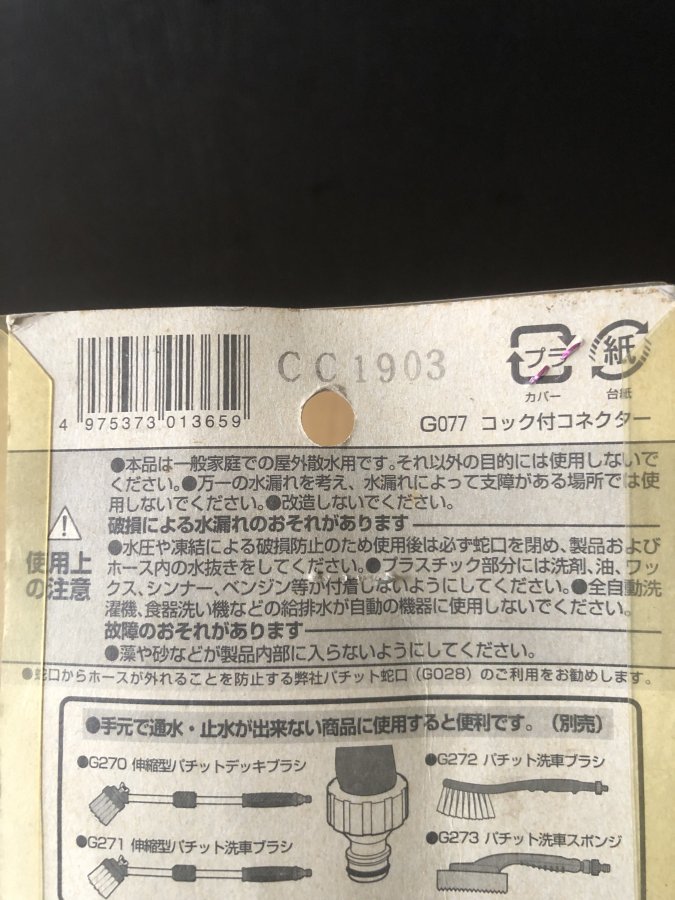 CC1903
プラ
カバー
紙
台紙
4 975373 013659
G077 コック付コネクター
●本品は一般家庭での屋外散水用です。それ以外の目的には使用しないで
ください。●万一の水漏れを考え、水漏れによって支障がある場所では使
用しないでください。●改造しないでください。
破損による水漏れのおそれがあります
使用上
の注意
●水圧や凍結による破損防止のため使用後は必ず蛇口を閉め、製品および
ホース内の水抜きをしてください。●プラスチック部分には洗剤、油、ワッ
クス、シンナー、ベンジン等が付着しないようにしてください。●全自動洗
濯機、食器洗い機などの給排水が自動の機器に使用しないでください。
故障のおそれがあります
●藻や砂などが製品内部に入らないようにしてください。
●蛇口からホースが外れることを防止する弊社パチット蛇口(G028)のご利用をお勧めします。
●手元で通水・止水が出来ない商品に使用すると便利です。(別売)
●G270 伸縮型パチットデッキブラシ
●G272 パチット洗車ブラシ
●G271 伸縮型パチット洗車ブラシ
●G273 パチット洗車スポンジ